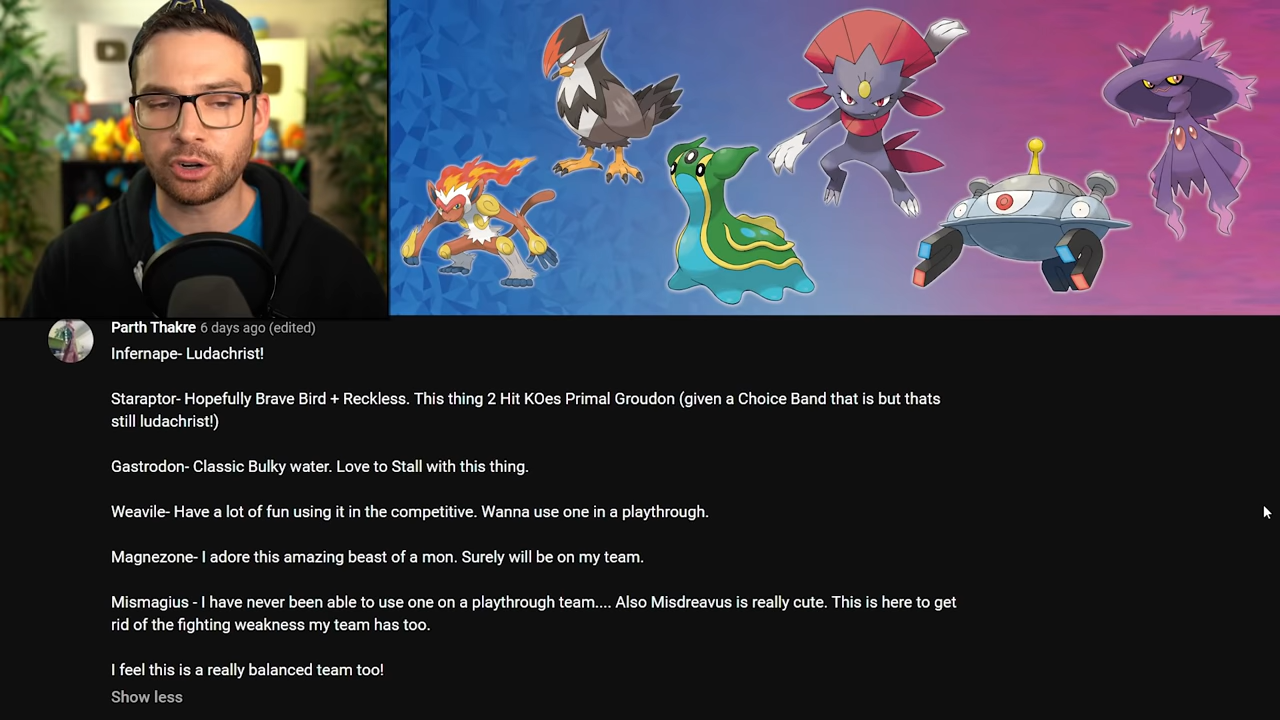 Parth Thakre 6 days ago (edited)
Infernape- Ludachrist!
Staraptor- Hopefully Brave Bird + Reckless. This thing 2 Hit KOes Primal Groudon (given a Choice Band that is but thats
still ludachrist!)
Gastrodon- Classic Bulky water. Love to Stall with this thing.
Weavile- Have a lot of fun using it in the competitive. Wanna use one in a playthrough.
Magnezone- I adore this amazing beast of a mon. Surely will be on my team.
Mismagius - I have never been able to use one on a playthrough team.... Also Misdreavus is really cute. This is here to get
rid of the fighting weakness my team has too.
I feel this is a really balanced team too!
Show less